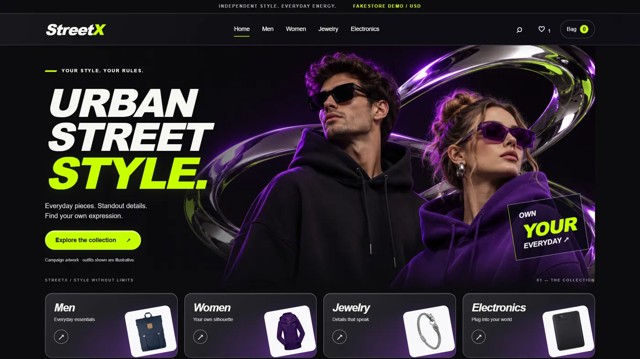 INDEPENDENT STYLE. EVERYDAY ENERGY. FAKESTORE DEMO / USD
StreetX
Home Men Women Jewelry Electronics
1
Bag 0
YOUR STYLE. YOUR RULES.
URBAN
STREET
STYLE.
Everyday pieces. Standout details.
Find your own expression.
Explore the collection ↗
Campaign artwork · outfits shown are illustrative.
OWN
YOUR
EVERYDAY ↗
STREETX / STYLE WITHOUT LIMITS
01 — THE COLLECTION
Men
Everyday essentials
Women
Your own silhouette
Jewelry
Details that speak
Electronics
Plug into your world